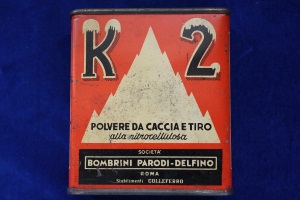 K 2
POLVERE DA CACCIA E TIRO
alla nitrocellulosa
SOCIETÀ
BOMBRINI PARODI-DELFINO
ROMA
Stabilimenti COLLEFERRO